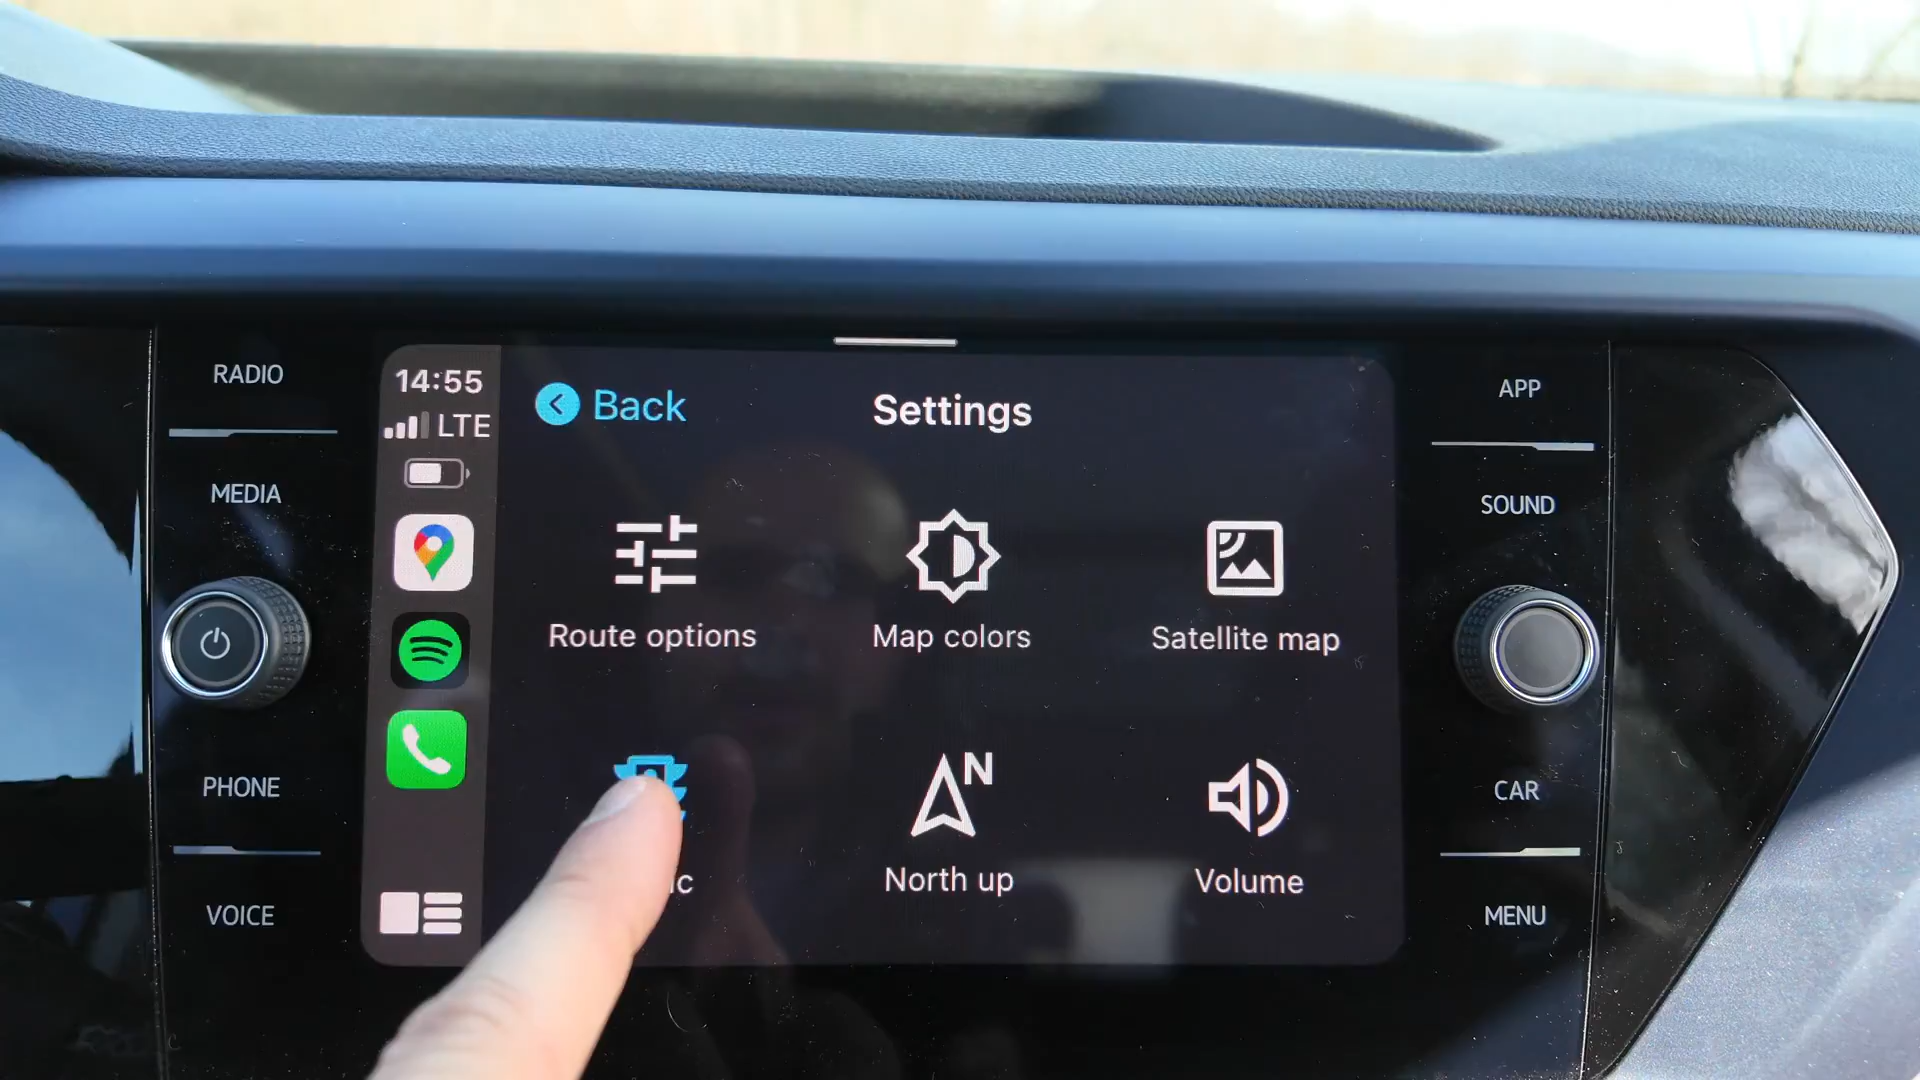 RADIO
MEDIA
PHONE
VOICE
14:55
LTE
Back
Settings
Route options
Map colors
Satellite map
ic
North up
N
Volume
APP
SOUND
CAR
MENU